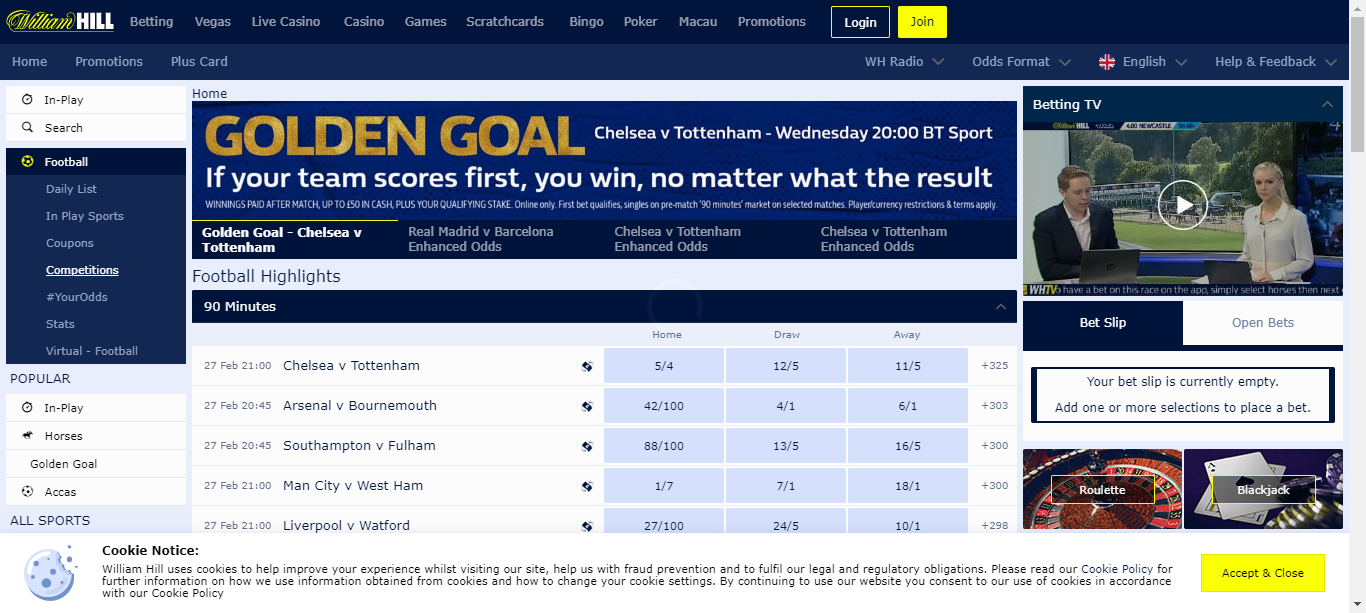 William HILL
Betting Vegas Live Casino Casino Games Scratchcards Bingo Poker Macau Promotions Login Join
Home Promotions Plus Card WH Radio Odds Format English Help & Feedback
In-Play
Search
Football
Daily List
In Play Sports
Coupons
Competitions
#YourOdds
Stats
Virtual - Football
POPULAR
In-Play
Horses
Golden Goal
Accas
ALL SPORTS
Home
GOLDEN GOAL Chelsea v Tottenham - Wednesday 20:00 BT Sport
If your team scores first, you win, no matter what the result
WINNINGS PAID AFTER MATCH, UP TO £50 IN CASH, PLUS YOUR QUALIFYING STAKE. Online only. First bet qualifies, singles on pre-match '90 minutes' market on selected matches. Player/currency restrictions & terms apply.
Golden Goal - Chelsea v
Tottenham
Real Madrid v Barcelona
Enhanced Odds
Chelsea v Tottenham
Enhanced Odds
Chelsea v Tottenham
Enhanced Odds
Football Highlights
90 Minutes
Home Draw Away
27 Feb 21:00 Chelsea v Tottenham 5/4 12/5 11/5 +325
27 Feb 20:45 Arsenal v Bournemouth 42/100 4/1 6/1 +303
27 Feb 20:45 Southampton v Fulham 88/100 13/5 16/5 +300
27 Feb 21:00 Man City v West Ham 1/7 7/1 18/1 +300
27 Feb 21:00 Liverpool v Watford 27/100 24/5 10/1 +298
Betting TV
4.00 NEWCASTLE
WHTV to have a bet on this race on the app, simply select horses then next
Bet Slip Open Bets
Your bet slip is currently empty.
Add one or more selections to place a bet.
Roulette Blackjack
Cookie Notice:
William Hill uses cookies to help improve your experience whilst visiting our site, help us with fraud prevention and to fulfil our legal and regulatory obligations. Please read our Cookie Policy for
further information on how we use information obtained from cookies and how to change your cookie settings. By continuing to use our website you consent to our use of cookies in accordance
with our Cookie Policy
Accept & Close